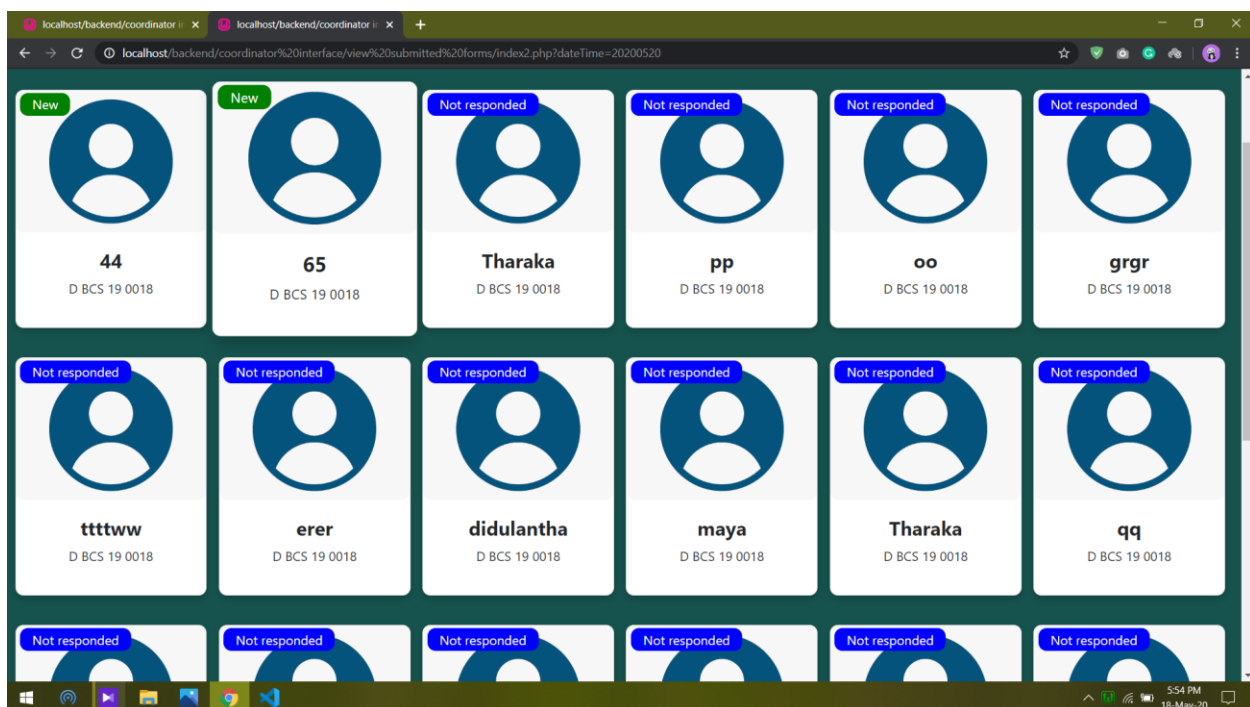 localhost/backend/coordinator i
localhost/backend/coordinator i
localhost/backend/coordinator%20interface/view%20submitted%20forms/index2.php?dateTime=20200520
New
New
Not responded
Not responded
Not responded
Not responded
44
65
Tharaka
pp
oo
grgr
D BCS 19 0018
D BCS 19 0018
D BCS 19 0018
D BCS 19 0018
D BCS 19 0018
D BCS 19 0018
Not responded
Not responded
Not responded
Not responded
Not responded
Not responded
ttttww
erer
didulantha
maya
Tharaka
qq
D BCS 19 0018
D BCS 19 0018
D BCS 19 0018
D BCS 19 0018
D BCS 19 0018
D BCS 19 0018
Not responded
Not responded
Not responded
Not responded
Not responded
Not responded
5:54 PM
18-May-20